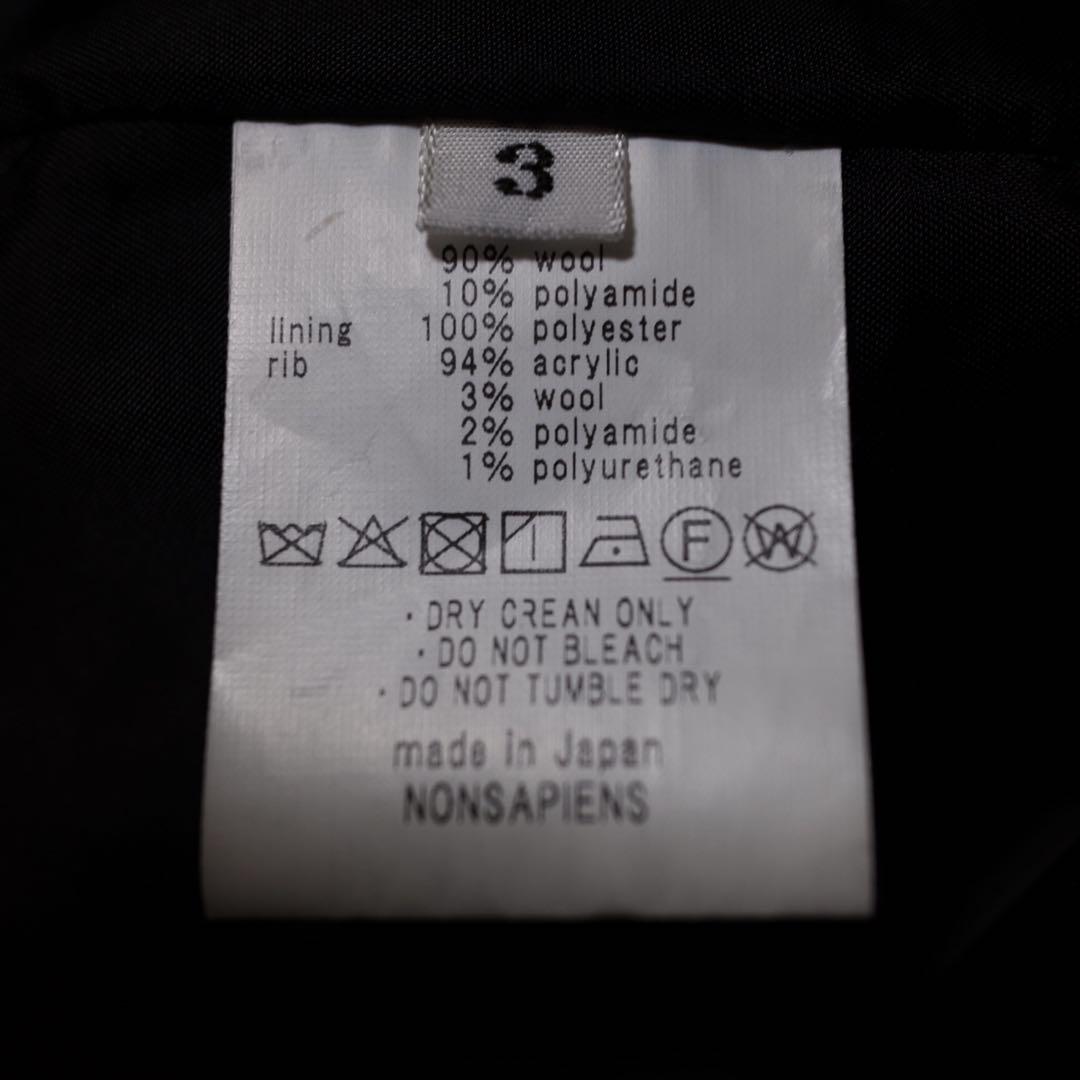 3
90% wool
10% polyamide
lining 100% polyester
rib 94% acrylic
3% wool
2% polyamide
1% polyurethane
F W
· DRY CREAN ONLY
· DO NOT BLEACH
· DO NOT TUMBLE DRY
made in Japan
NONSAPIENS